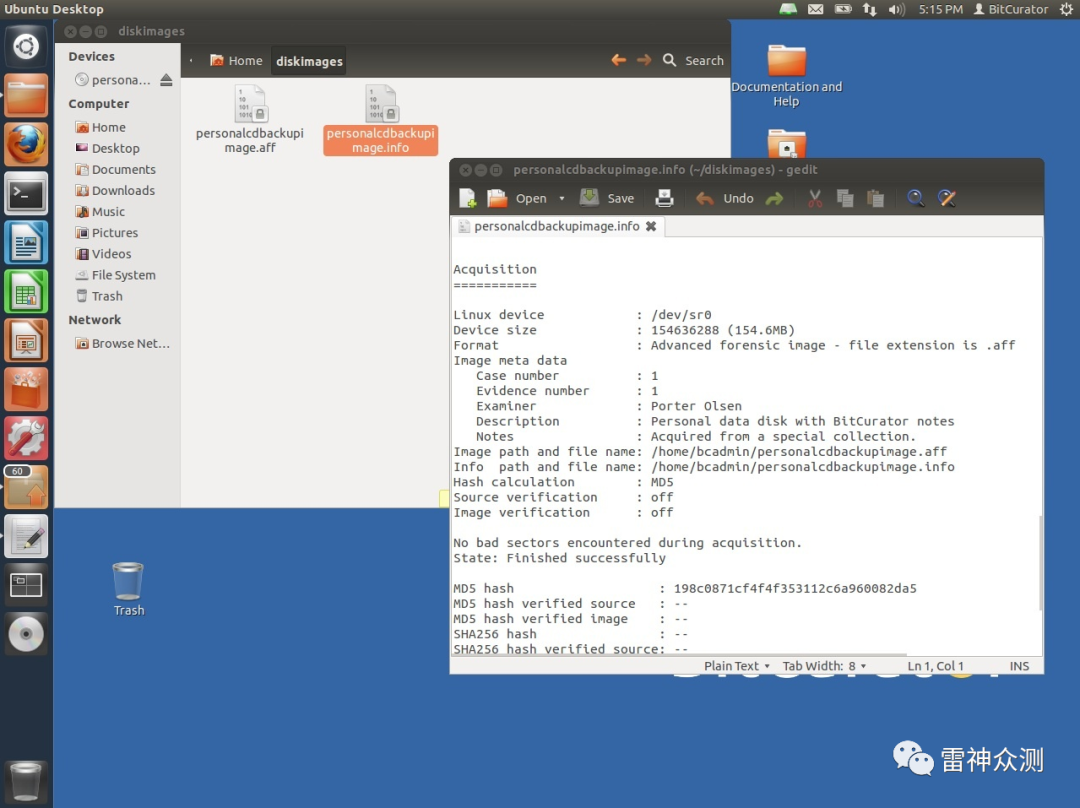 Ubuntu Desktop
5:15 PM
BitCurator
diskimages
Devices
persona...
Computer
Home
Desktop
Documents
Downloads
Music
Pictures
Videos
File System
Trash
Network
Browse Net...
Home
diskimages
Search
personalcdbackupi
mage.aff
personalcdbackupi
mage.info
Documentation and
Help
60
Trash
personalcdbackupimage.info (~/diskimages) - gedit
Open
Save
Undo
personalcdbackupimage.info
Acquisition
===========
Linux device : /dev/sr0
Device size : 154636288 (154.6MB)
Format : Advanced forensic image - file extension is .aff
Image meta data
Case number : 1
Evidence number : 1
Examiner : Porter Olsen
Description : Personal data disk with BitCurator notes
Notes : Acquired from a special collection.
Image path and file name: /home/bcadmin/personalcdbackupimage.aff
Info  path and file name: /home/bcadmin/personalcdbackupimage.info
Hash calculation : MD5
Source verification : off
Image verification : off
No bad sectors encountered during acquisition.
State: Finished successfully
MD5 hash : 198c0871cf4f4f353112c6a960082da5
MD5 hash verified source : --
MD5 hash verified image : --
SHA256 hash : --
SHA256 hash verified source: --
Plain Text
Tab Width: 8
Ln 1, Col 1
INS
雷神众测